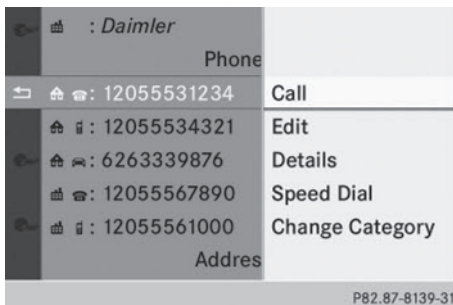 : Daimler
Phone
: 12055531234 Call
: 12055534321 Edit
: 6263339876 Details
: 12055567890 Speed Dial
: 12055561000 Change Category
Addres
P82.87-8139-31